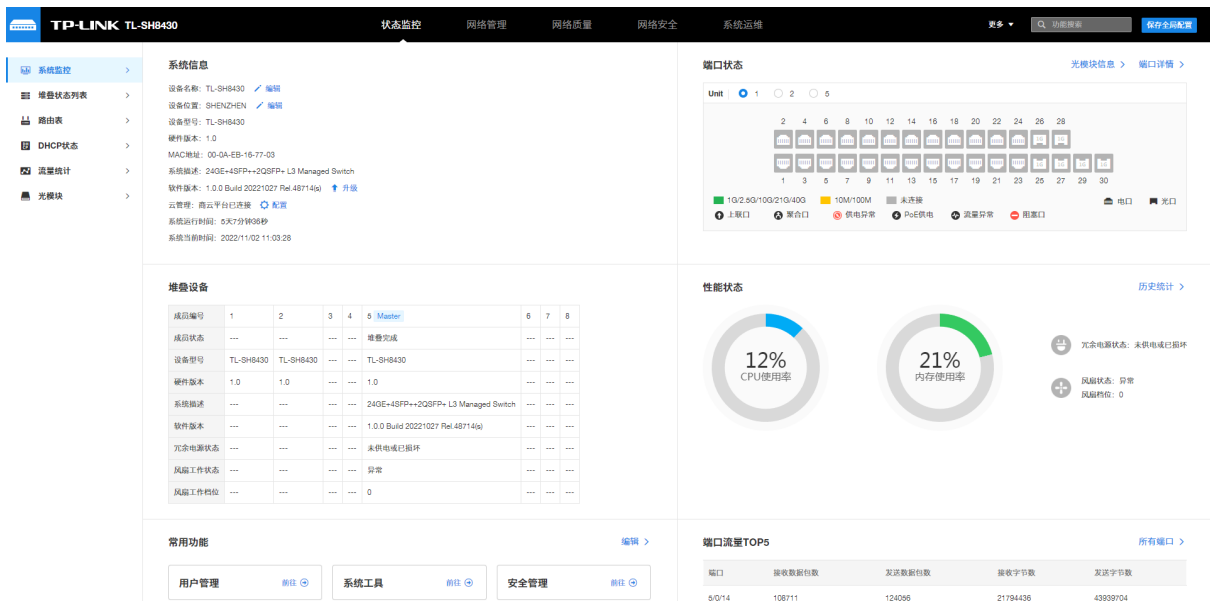 TP-LINK TL-SH8430 状态监控 网络管理 网络质量 网络安全 系统运维 更多 功能搜索 保存全局配置
系统监控
堆叠状态列表
路由表
DHCP状态
流量统计
光模块
系统信息
设备名称: TL-SH8430 编辑
设备位置: SHENZHEN 编辑
设备型号: TL-SH8430
硬件版本: 1.0
MAC地址: 00-0A-EB-16-77-03
系统描述: 24GE+4SFP++2QSFP+ L3 Managed Switch
软件版本: 1.0.0 Build 20221027 Rel.48714(s) 升级
云管理: 商云平台已连接 配置
系统运行时间: 5天7分钟36秒
系统当前时间: 2022/11/02 11:03:28
端口状态 光模块信息 端口详情
Unit 1 2 5
2 4 6 8 10 12 14 16 18 20 22 24 26 28
1 3 5 7 9 11 13 15 17 19 21 23 25 27 29 30
1G/2.5G/10G/21G/40G 10M/100M 未连接 电口 光口
上联口 聚合口 供电异常 PoE供电 流量异常 阻塞口
堆叠设备
成员编号 1 2 3 4 5 Master 6 7 8
成员状态 --- --- --- --- 堆叠完成 --- --- ---
设备型号 TL-SH8430 TL-SH8430 --- --- TL-SH8430 --- --- ---
硬件版本 1.0 1.0 --- --- 1.0 --- --- ---
系统描述 --- --- --- --- 24GE+4SFP++2QSFP+ L3 Managed Switch --- --- ---
软件版本 --- --- --- --- 1.0.0 Build 20221027 Rel.48714(s) --- --- ---
冗余电源状态 --- --- --- --- 未供电或已损坏 --- --- ---
风扇工作状态 --- --- --- --- 异常 --- --- ---
风扇工作档位 --- --- --- --- 0 --- --- ---
性能状态 历史统计
12%
CPU使用率
21%
内存使用率
冗余电源状态: 未供电或已损坏
风扇状态: 异常
风扇档位: 0
常用功能 编辑
用户管理 前往 系统工具 前往 安全管理 前往
端口流量TOP5 所有端口
端口 接收数据包数 发送数据包数 接收字节数 发送字节数
5/0/14 108711 124056 21794436 43939704